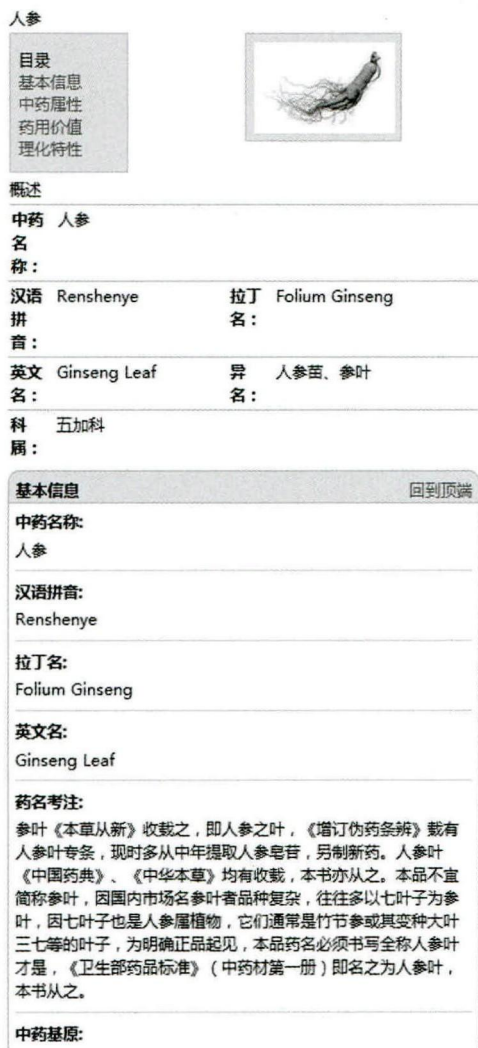 人参
目录
基本信息
中药属性
药用价值
理化特性
概述
中药名称： 人参
汉语拼音： Renshenye 拉丁名： Folium Ginseng
英文名： Ginseng Leaf 异名： 人参苗、参叶
科属： 五加科
基本信息 回到顶端
中药名称:
人参
汉语拼音:
Renshenye
拉丁名:
Folium Ginseng
英文名:
Ginseng Leaf
药名考注:
参叶《本草从新》收载之，即人参之叶，《增订伪药条辨》载有
人参叶专条，现时多从中年提取人参皂苷，另制新药。人参叶
《中国药典》、《中华本草》均有收载，本书亦从之。本品不宜
简称参叶，因国内市场名参叶者品种复杂，往往多以七叶子为参
叶，因七叶子也是人参属植物，它们通常是竹节参或其变种大叶
三七等的叶子，为明确正品起见，本品药名必须书写全称人参叶
才是，《卫生部药品标准》（中药材第一册）即名之为人参叶，
本书从之。
中药基原: